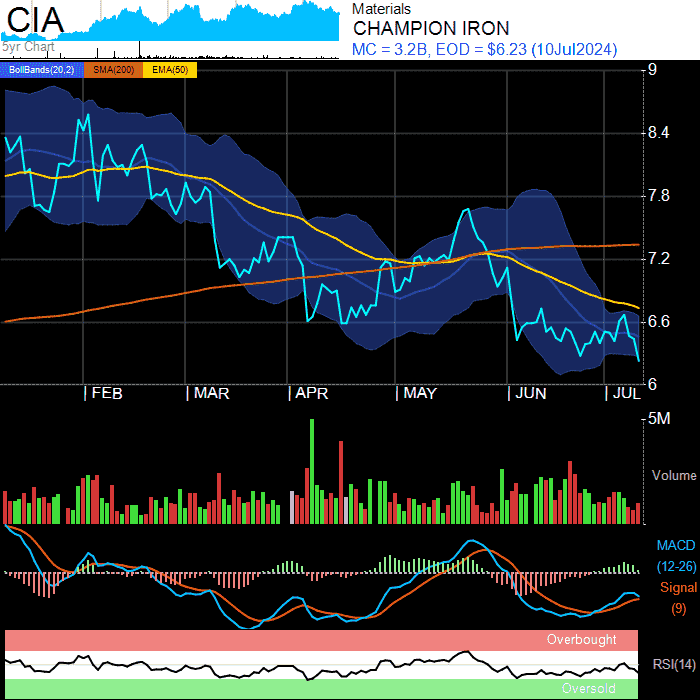 CIA
5yr Chart
Materials
CHAMPION IRON
MC = 3.2B, EOD = $6.23 (10Jul2024)
BollBands(20,2) SMA(200) EMA(50)
9
8.4
7.8
7.2
6.6
6
FEB MAR APR MAY JUN JUL
5M
Volume
MACD
(12-26)
Signal
(9)
Overbought
RSI(14)
Oversold